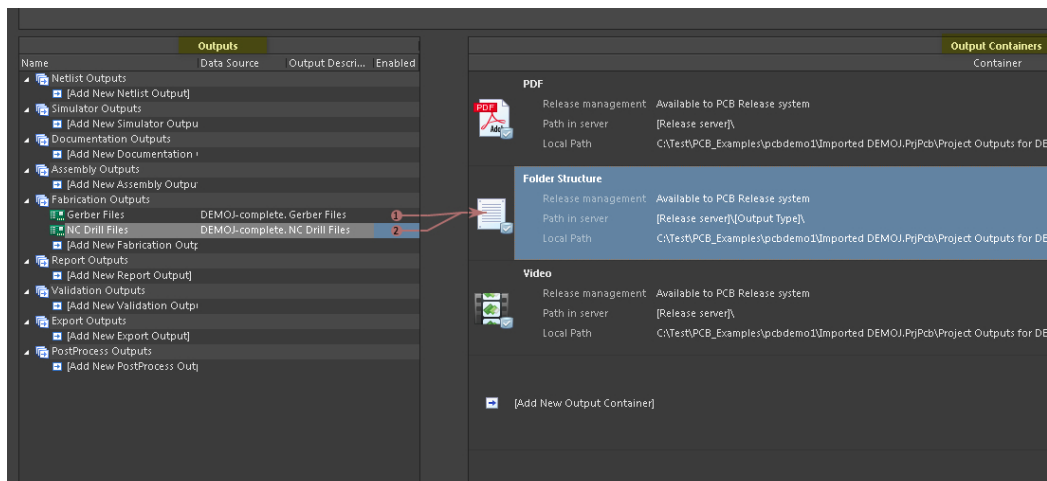 Outputs
Name Data Source Output Descri... Enabled
Netlist Outputs
[Add New Netlist Output]
Simulator Outputs
[Add New Simulator Outpu
Documentation Outputs
[Add New Documentation
Assembly Outputs
[Add New Assembly Outpu
Fabrication Outputs
Gerber Files DEMOJ-complete. Gerber Files 1
NC Drill Files DEMOJ-complete. NC Drill Files 2
[Add New Fabrication Outp
Report Outputs
[Add New Report Output]
Validation Outputs
[Add New Validation Outp
Export Outputs
[Add New Export Output]
PostProcess Outputs
[Add New PostProcess Out
Output Containers
Container
PDF
PDF
Adob
Release management Available to PCB Release system
Path in server [Release server]\
Local Path C:\Test\PCB_Examples\pcbdemo1\Imported DEMOJ.PrjPcb\Project Outputs for DE
Folder Structure
Release management Available to PCB Release system
Path in server [Release server]\[Output Type]\
Local Path C:\Test\PCB_Examples\pcbdemo1\Imported DEMOJ.PrjPcb\Project Outputs for DE
Video
Release management Available to PCB Release system
Path in server [Release server]\
Local Path C:\Test\PCB_Examples\pcbdemo1\Imported DEMOJ.PrjPcb\Project Outputs for DE
[Add New Output Container]